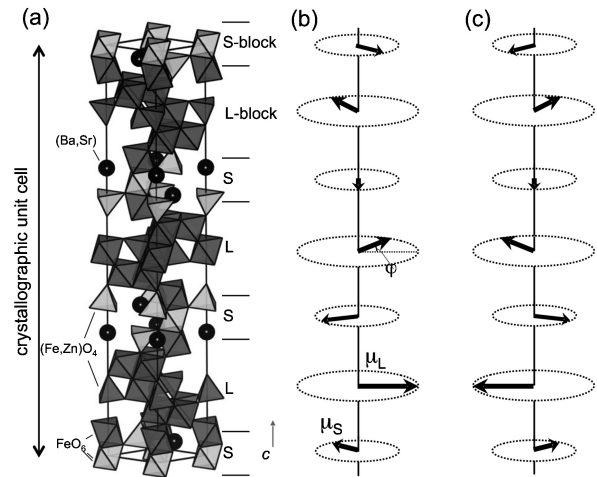 (a)
(b)
(c)
S-block
L-block
(Ba,Sr)
S
L
S
(Fe,Zn)O4
L
FeO6
S
c
crystallographic unit cell
φ
μL
μS